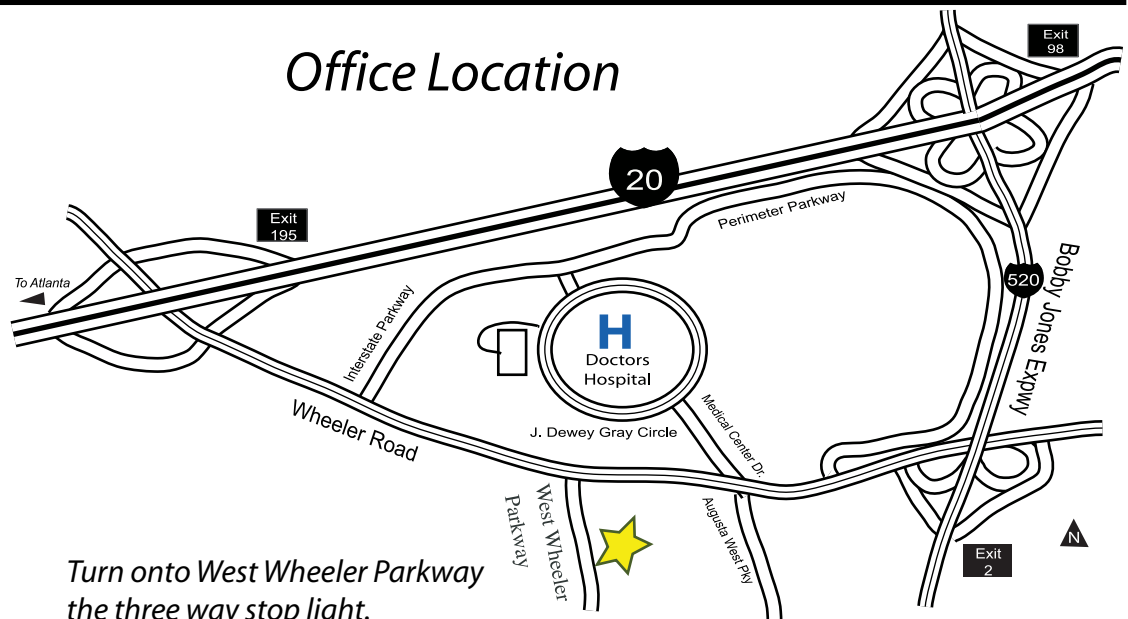 Office Location
Exit
98
20
Exit
195
Perimeter Parkway
To Atlanta
520
Bobby Jones Expwy
Interstate Parkway
H
Doctors
Hospital
Wheeler Road
J. Dewey Gray Circle
Medical Center Dr.
West Wheeler
Parkway
Augusta West Pky
N
Exit
2
Turn onto West Wheeler Parkway
the three way stop light.